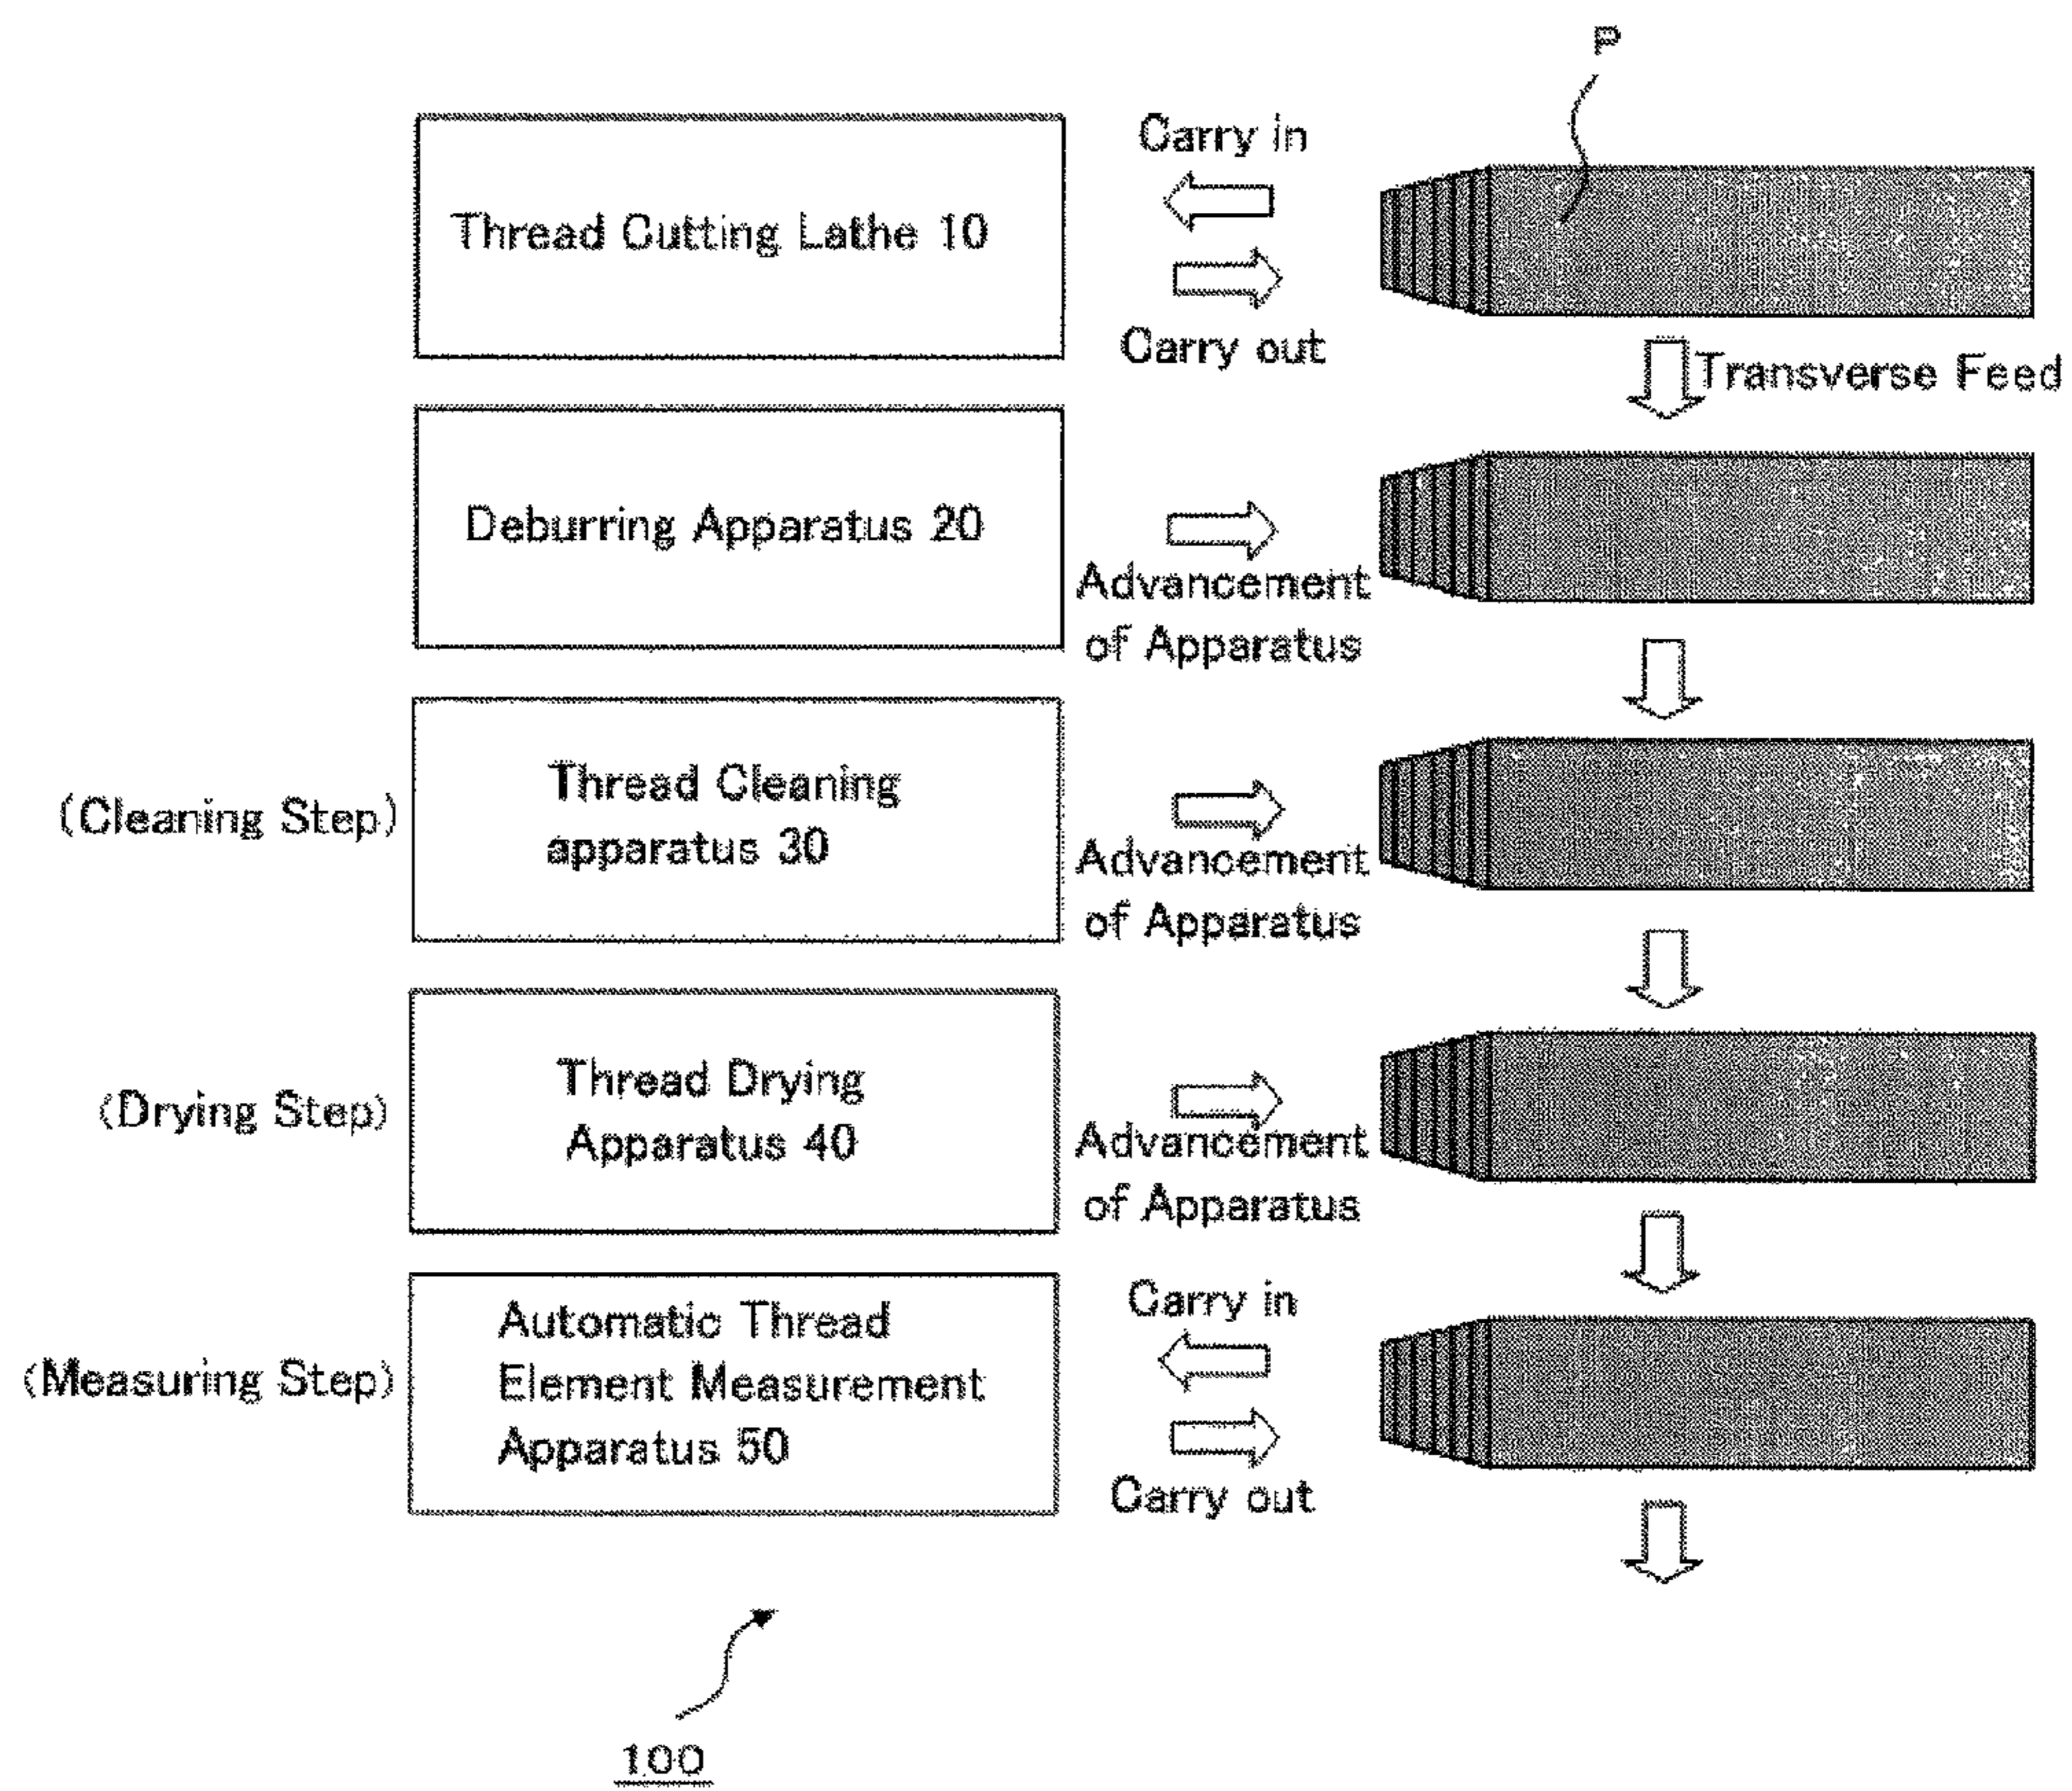 P
Carry in
Thread Cutting Lathe 10
Carry out
Transverse Feed
Deburring Apparatus 20
Advancement
of Apparatus
(Cleaning Step)
Thread Cleaning
apparatus 30
Advancement
of Apparatus
(Drying Step)
Thread Drying
Apparatus 40
Advancement
of Apparatus
(Measuring Step)
Automatic Thread
Element Measurement
Apparatus 50
Carry in
Carry out
100